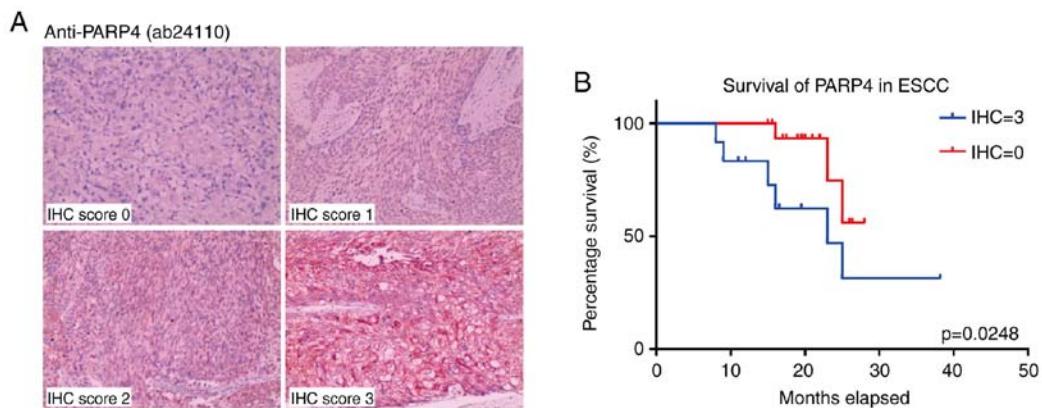 A
Anti-PARP4 (ab24110)
IHC score 0
IHC score 1
IHC score 2
IHC score 3
B
Survival of PARP4 in ESCC
IHC=3
IHC=0
Percentage survival (%)
100
50
0
p=0.0248
0 10 20 30 40 50
Months elapsed